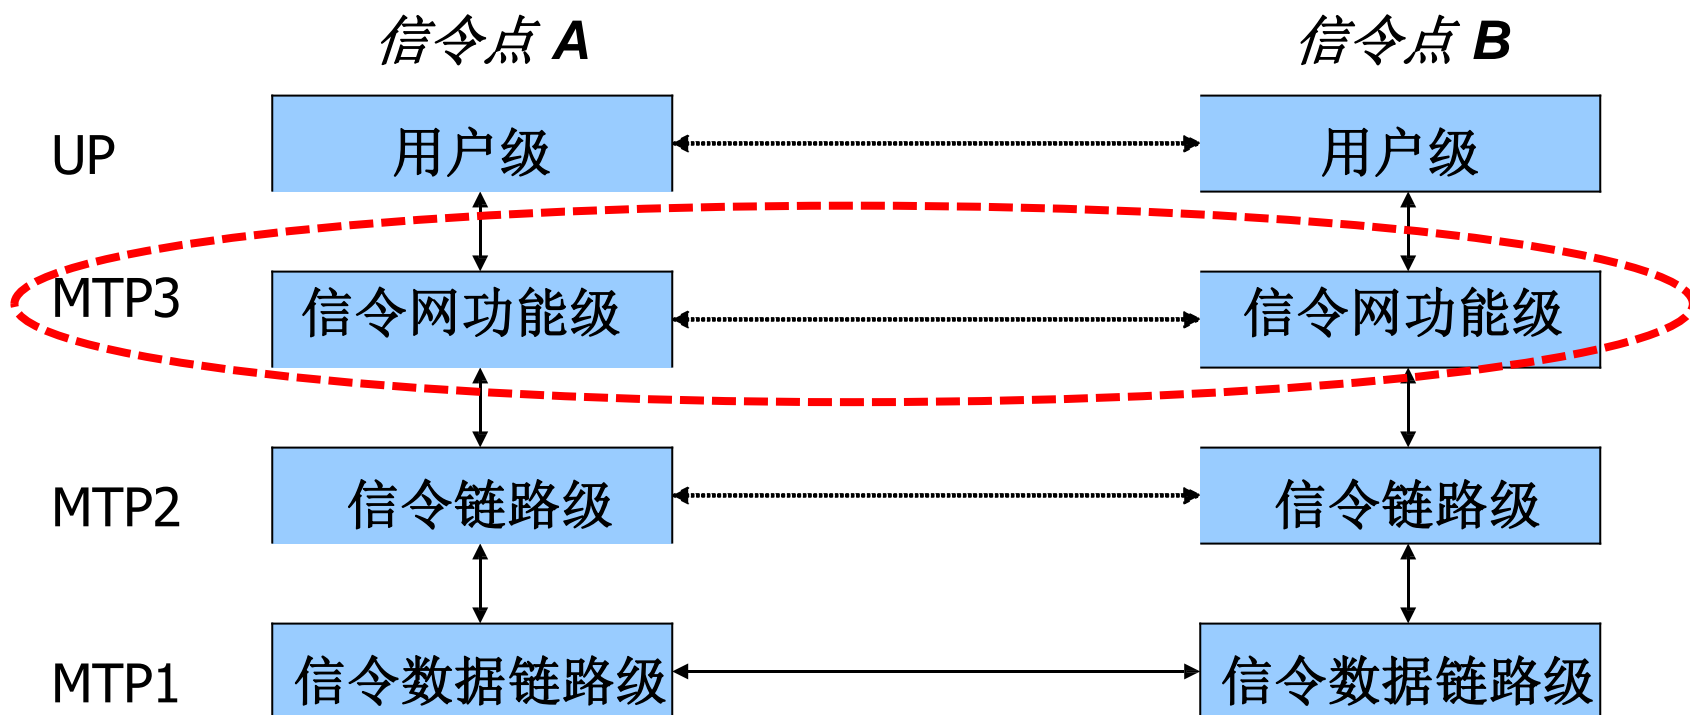 信令点 A 信令点 B
UP 用户级 用户级
MTP3 信令网功能级 信令网功能级
MTP2 信令链路级 信令链路级
MTP1 信令数据链路级 信令数据链路级